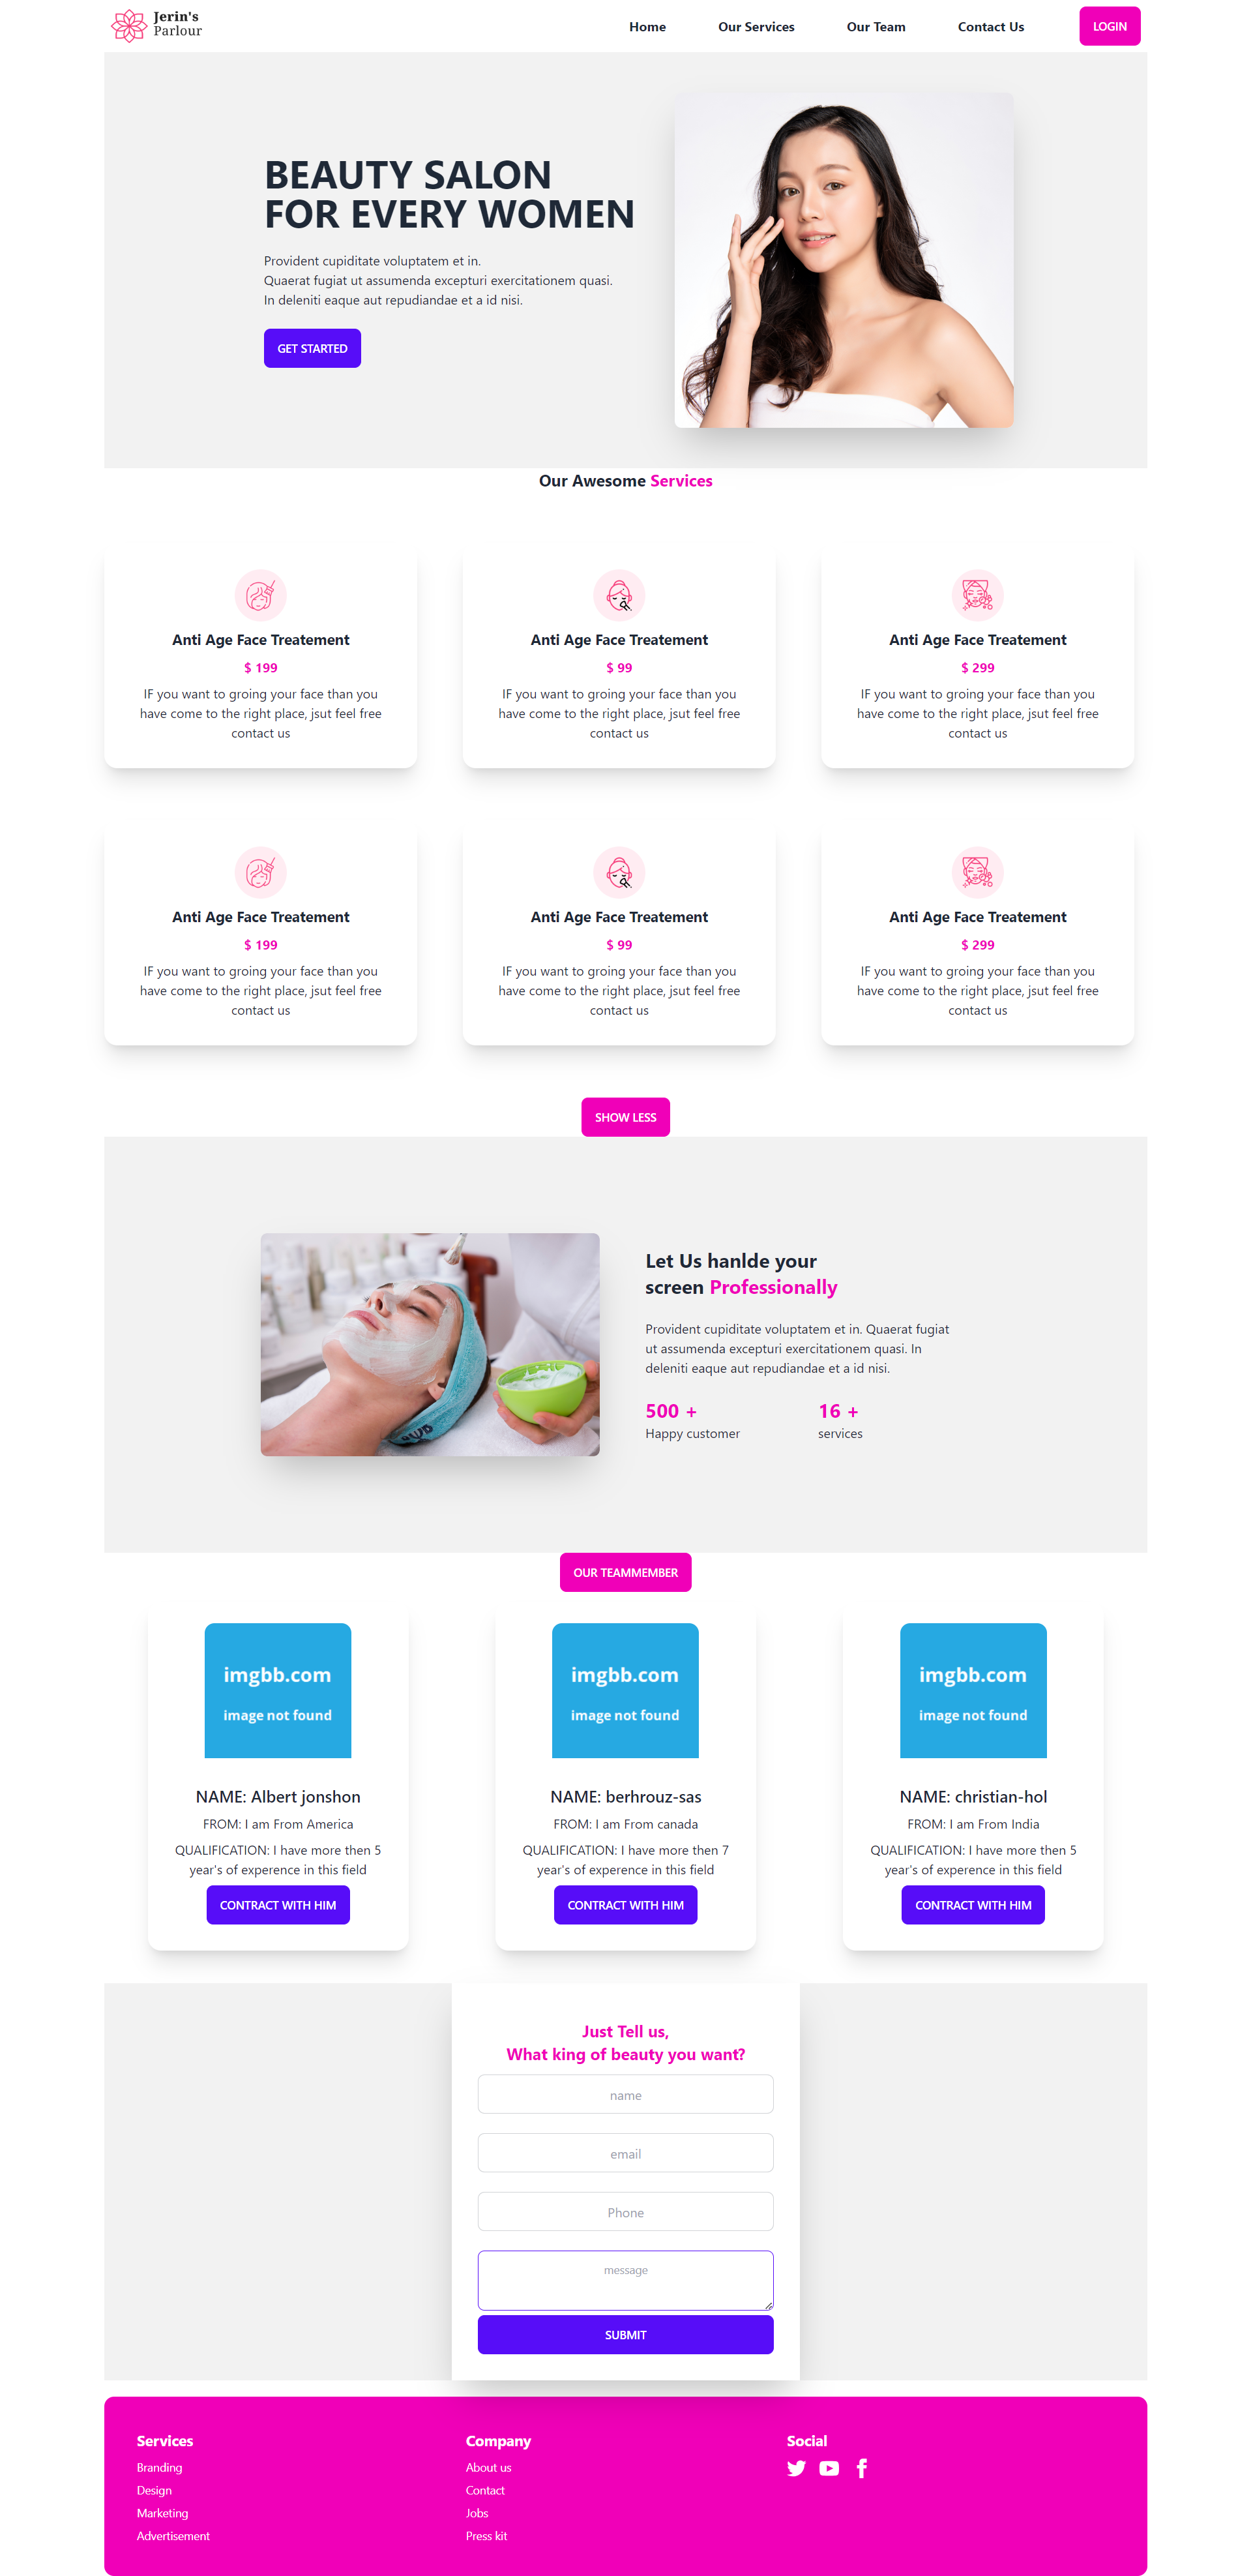 Jerin's
Parlour
Home
Our Services
Our Team
Contact Us
LOGIN
BEAUTY SALON
FOR EVERY WOMEN
Provident cupiditate voluptatem et in.
Quaerat fugiat ut assumenda excepturi exercitationem quasi.
In deleniti eaque aut repudiandae et a id nisi.
GET STARTED
Our Awesome Services
Anti Age Face Treatement
$ 199
IF you want to groing your face than you
have come to the right place, jsut feel free
contact us
Anti Age Face Treatement
$ 99
IF you want to groing your face than you
have come to the right place, jsut feel free
contact us
Anti Age Face Treatement
$ 299
IF you want to groing your face than you
have come to the right place, jsut feel free
contact us
Anti Age Face Treatement
$ 199
IF you want to groing your face than you
have come to the right place, jsut feel free
contact us
Anti Age Face Treatement
$ 99
IF you want to groing your face than you
have come to the right place, jsut feel free
contact us
Anti Age Face Treatement
$ 299
IF you want to groing your face than you
have come to the right place, jsut feel free
contact us
SHOW LESS
Let Us hanlde your
screen Professionally
Provident cupiditate voluptatem et in. Quaerat fugiat
ut assumenda excepturi exercitationem quasi. In
deleniti eaque aut repudiandae et a id nisi.
500 +
Happy customer
16 +
services
OUR TEAMMEMBER
imgbb.com
image not found
NAME: Albert jonshon
FROM: I am From America
QUALIFICATION: I have more then 5
year's of experence in this field
CONTRACT WITH HIM
imgbb.com
image not found
NAME: berhrouz-sas
FROM: I am From canada
QUALIFICATION: I have more then 7
year's of experence in this field
CONTRACT WITH HIM
imgbb.com
image not found
NAME: christian-hol
FROM: I am From India
QUALIFICATION: I have more then 5
year's of experence in this field
CONTRACT WITH HIM
Just Tell us,
What king of beauty you want?
name
email
Phone
message
SUBMIT
Services
Branding
Design
Marketing
Advertisement
Company
About us
Contact
Jobs
Press kit
Social